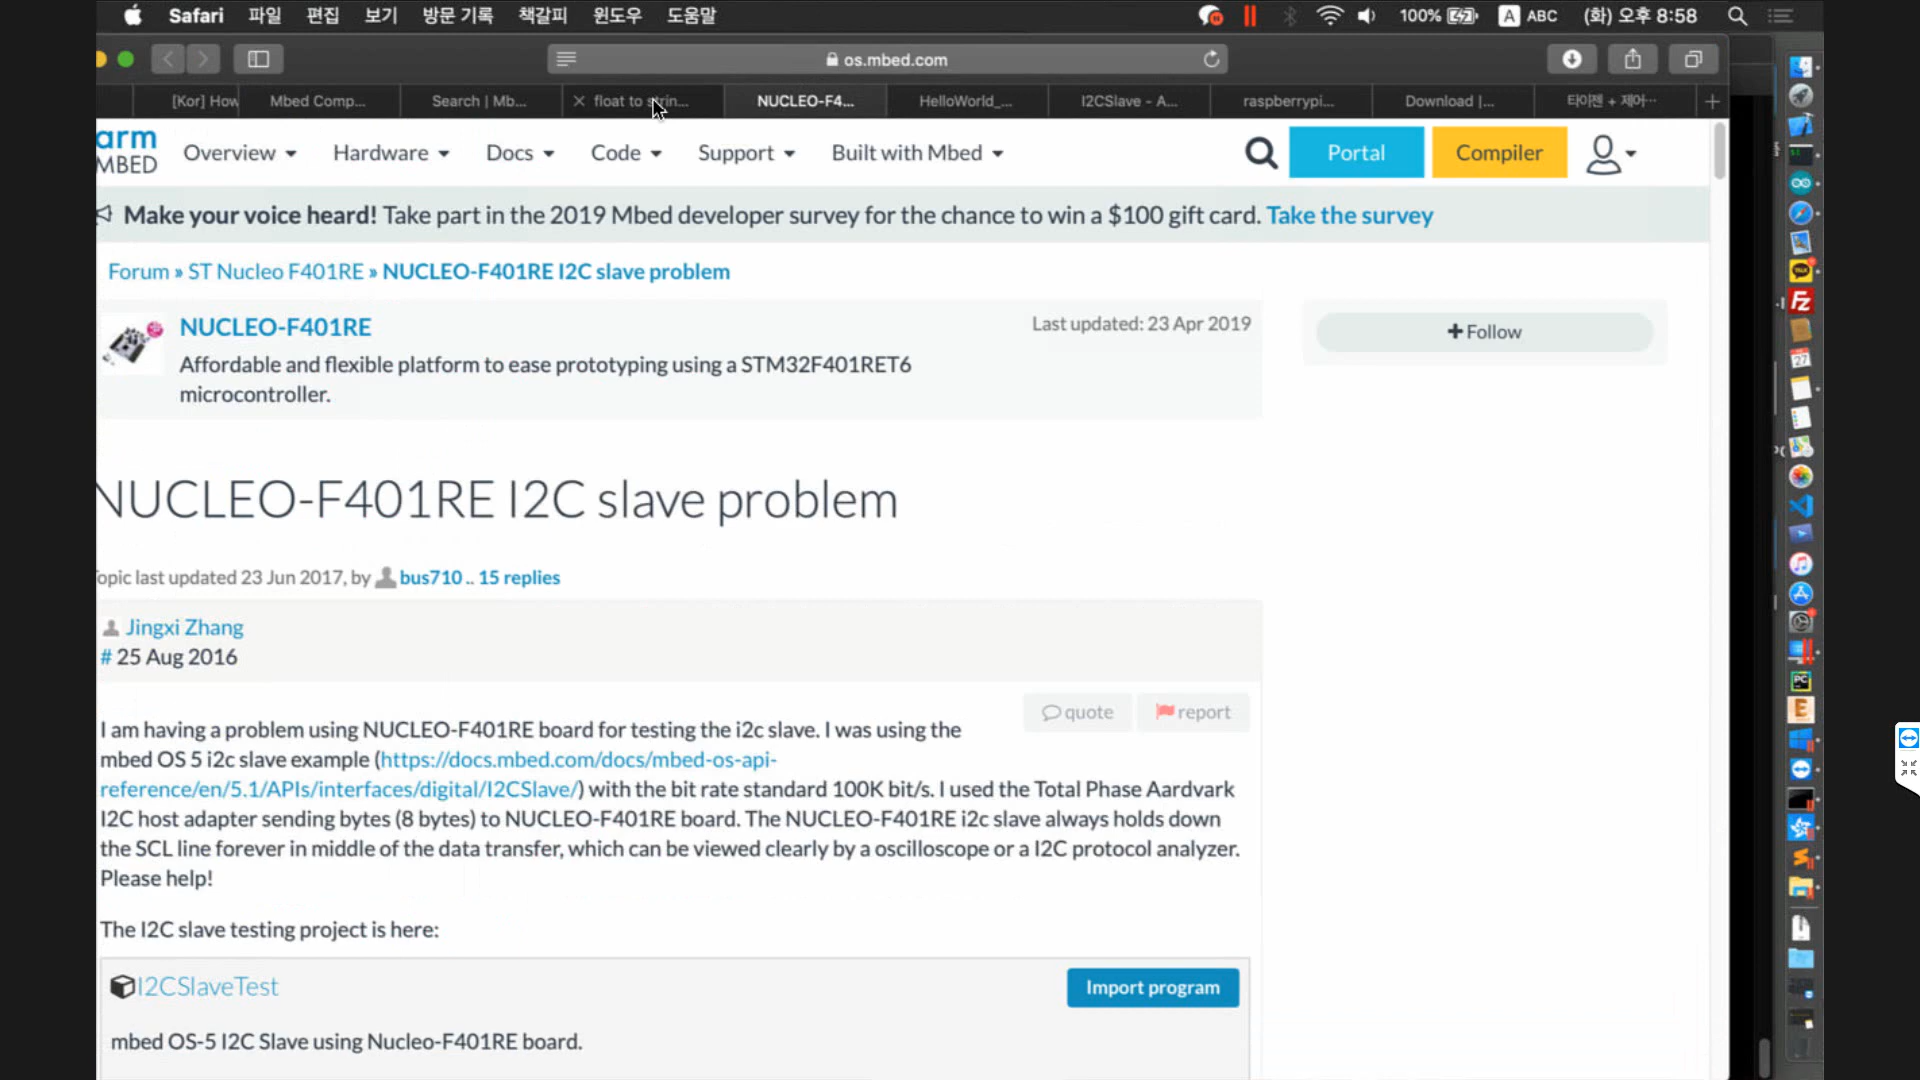 Safari 파일 편집 보기 방문 기록 책갈피 윈도우 도움말 100% A ABC (화) 오후 8:58
os.mbed.com
[Kor] How Mbed Comp... Search | Mb... float to strin... NUCLEO-F4... HelloWorld_... I2CSlave - A... raspberrypi... Download |... 타이젠 + 제어...
arm
MBED
Overview Hardware Docs Code Support Built with Mbed Portal Compiler
Make your voice heard! Take part in the 2019 Mbed developer survey for the chance to win a $100 gift card. Take the survey
Forum » ST Nucleo F401RE » NUCLEO-F401RE I2C slave problem
NUCLEO-F401RE
Last updated: 23 Apr 2019
Follow
Affordable and flexible platform to ease prototyping using a STM32F401RET6
microcontroller.
NUCLEO-F401RE I2C slave problem
opic last updated 23 Jun 2017, by bus710 .. 15 replies
Jingxi Zhang
# 25 Aug 2016
quote report
I am having a problem using NUCLEO-F401RE board for testing the i2c slave. I was using the
mbed OS 5 i2c slave example (https://docs.mbed.com/docs/mbed-os-api-
reference/en/5.1/APIs/interfaces/digital/I2CSlave/) with the bit rate standard 100K bit/s. I used the Total Phase Aardvark
I2C host adapter sending bytes (8 bytes) to NUCLEO-F401RE board. The NUCLEO-F401RE i2c slave always holds down
the SCL line forever in middle of the data transfer, which can be viewed clearly by a oscilloscope or a I2C protocol analyzer.
Please help!
The I2C slave testing project is here:
I2CSlaveTest
Import program
mbed OS-5 I2C Slave using Nucleo-F401RE board.